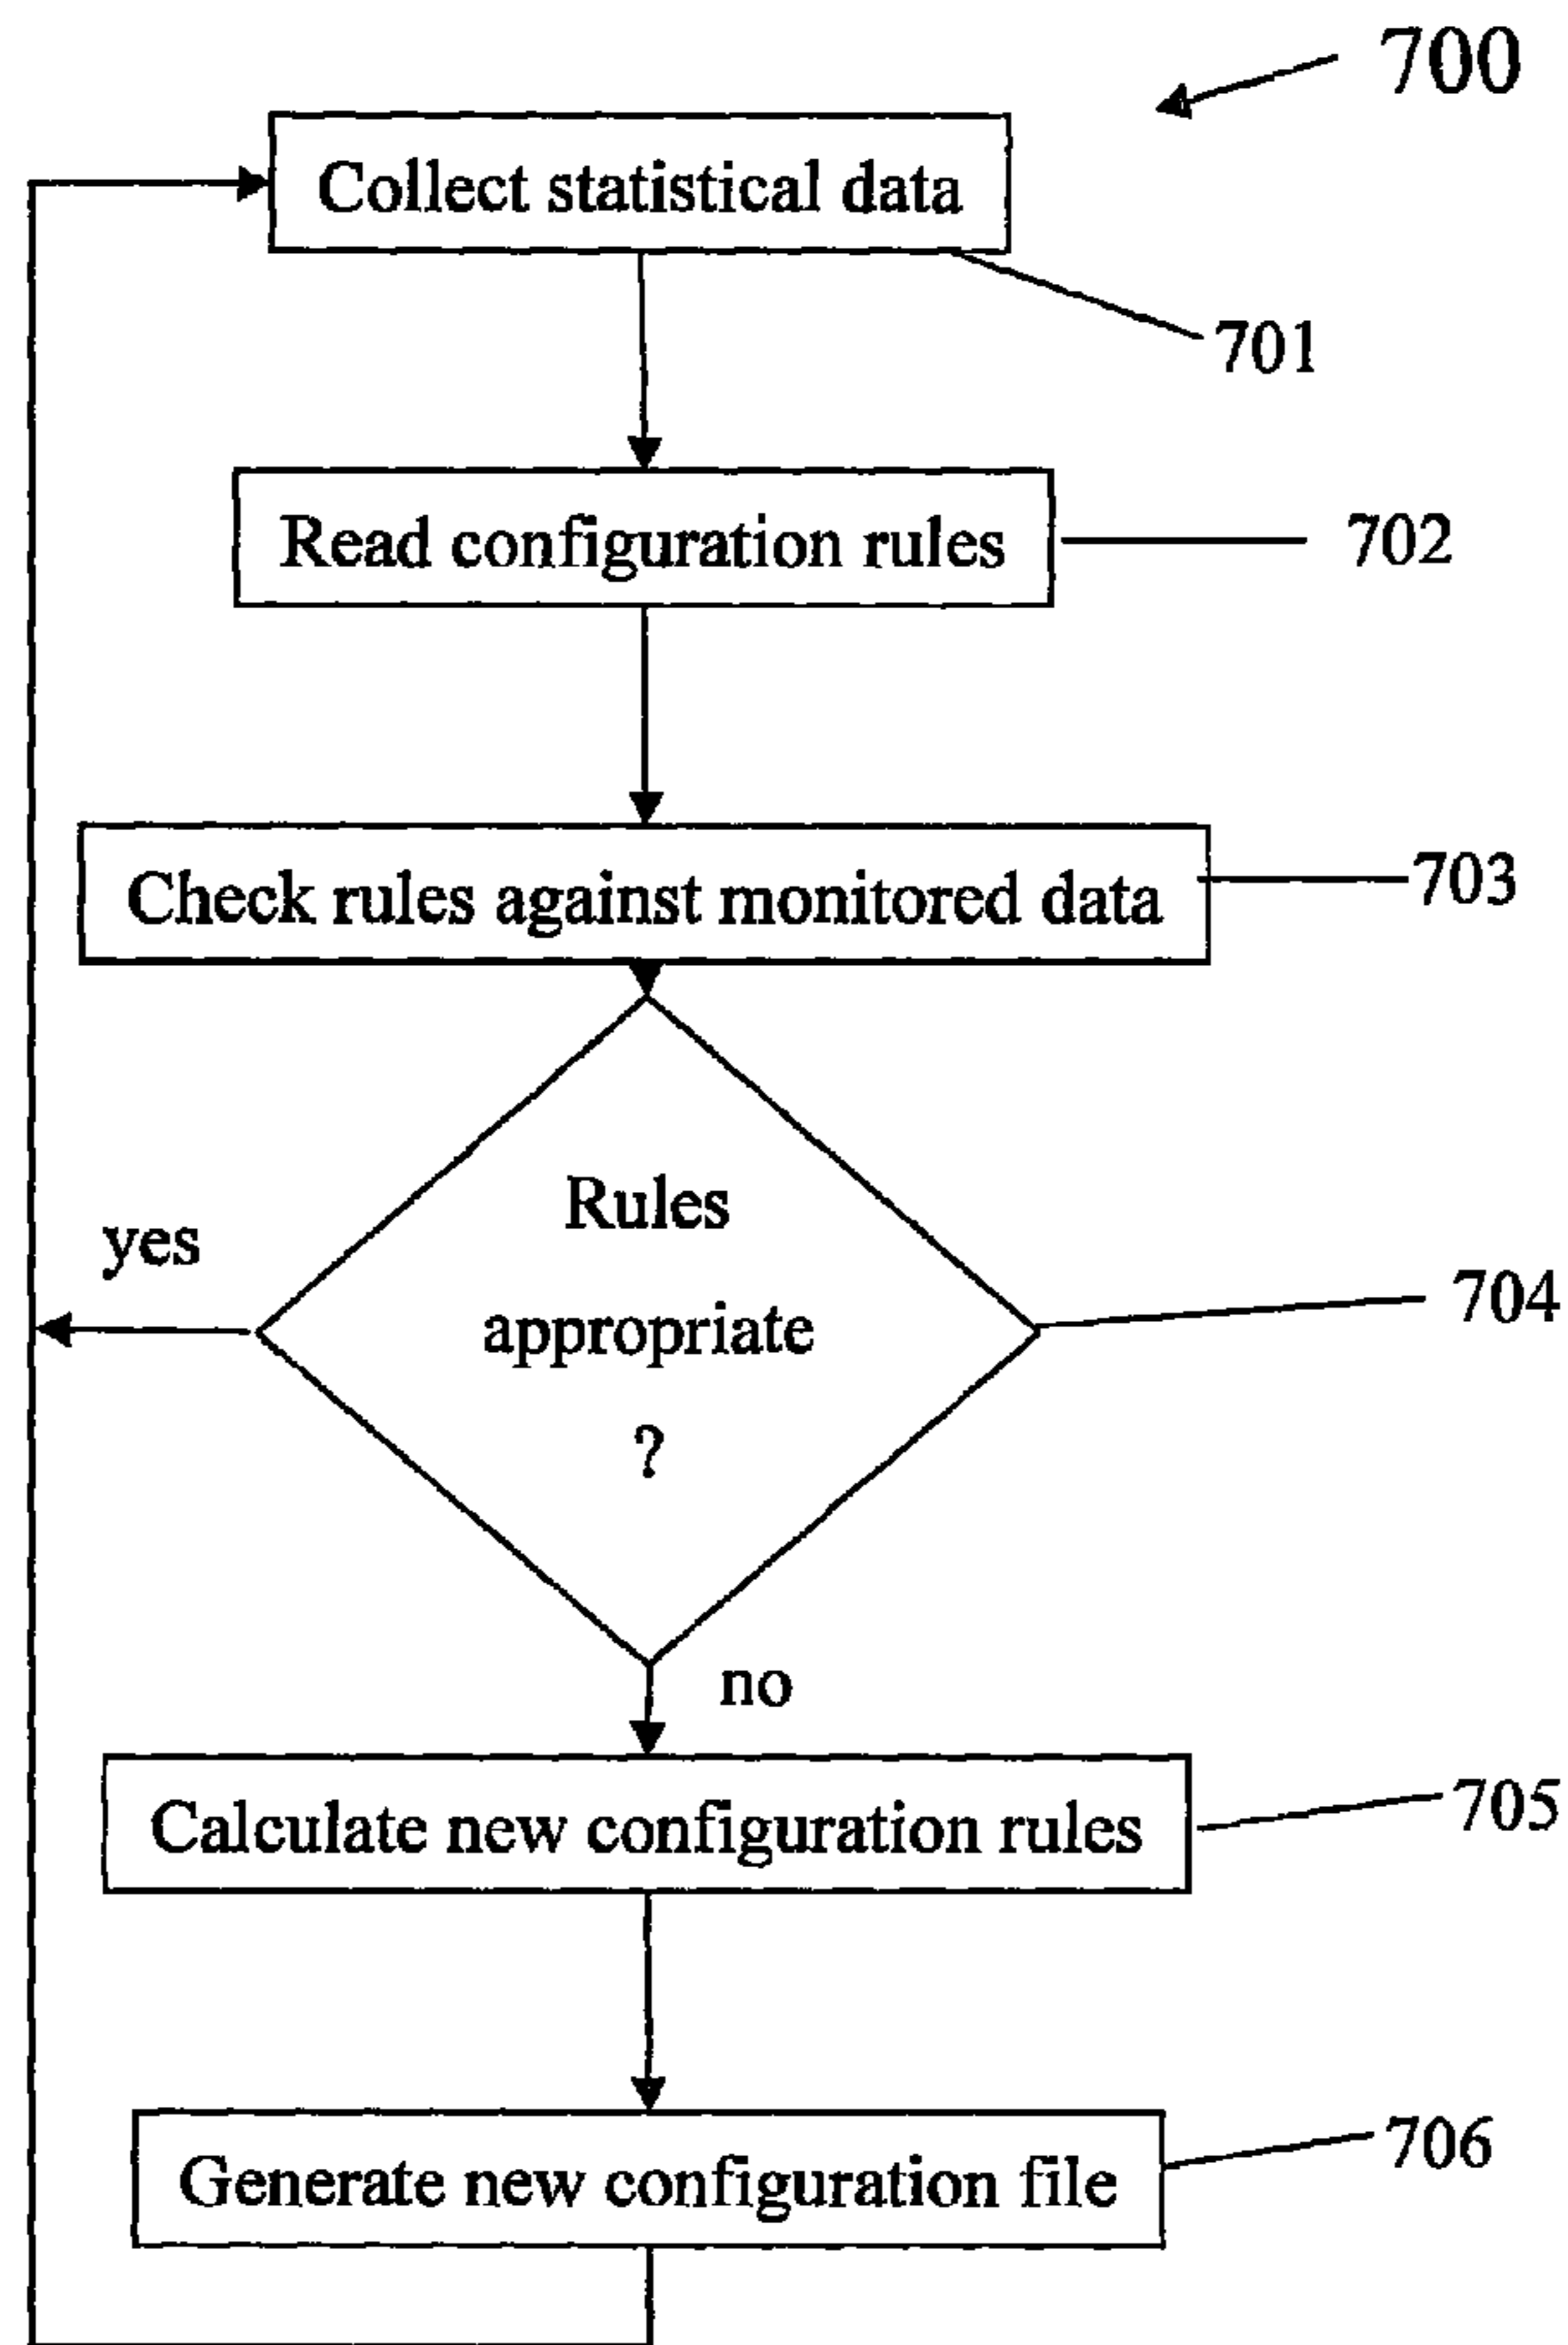 700
Collect statistical data
701
Read configuration rules
702
Check rules against monitored data
703
Rules
appropriate
?
yes
704
no
Calculate new configuration rules
705
Generate new configuration file
706